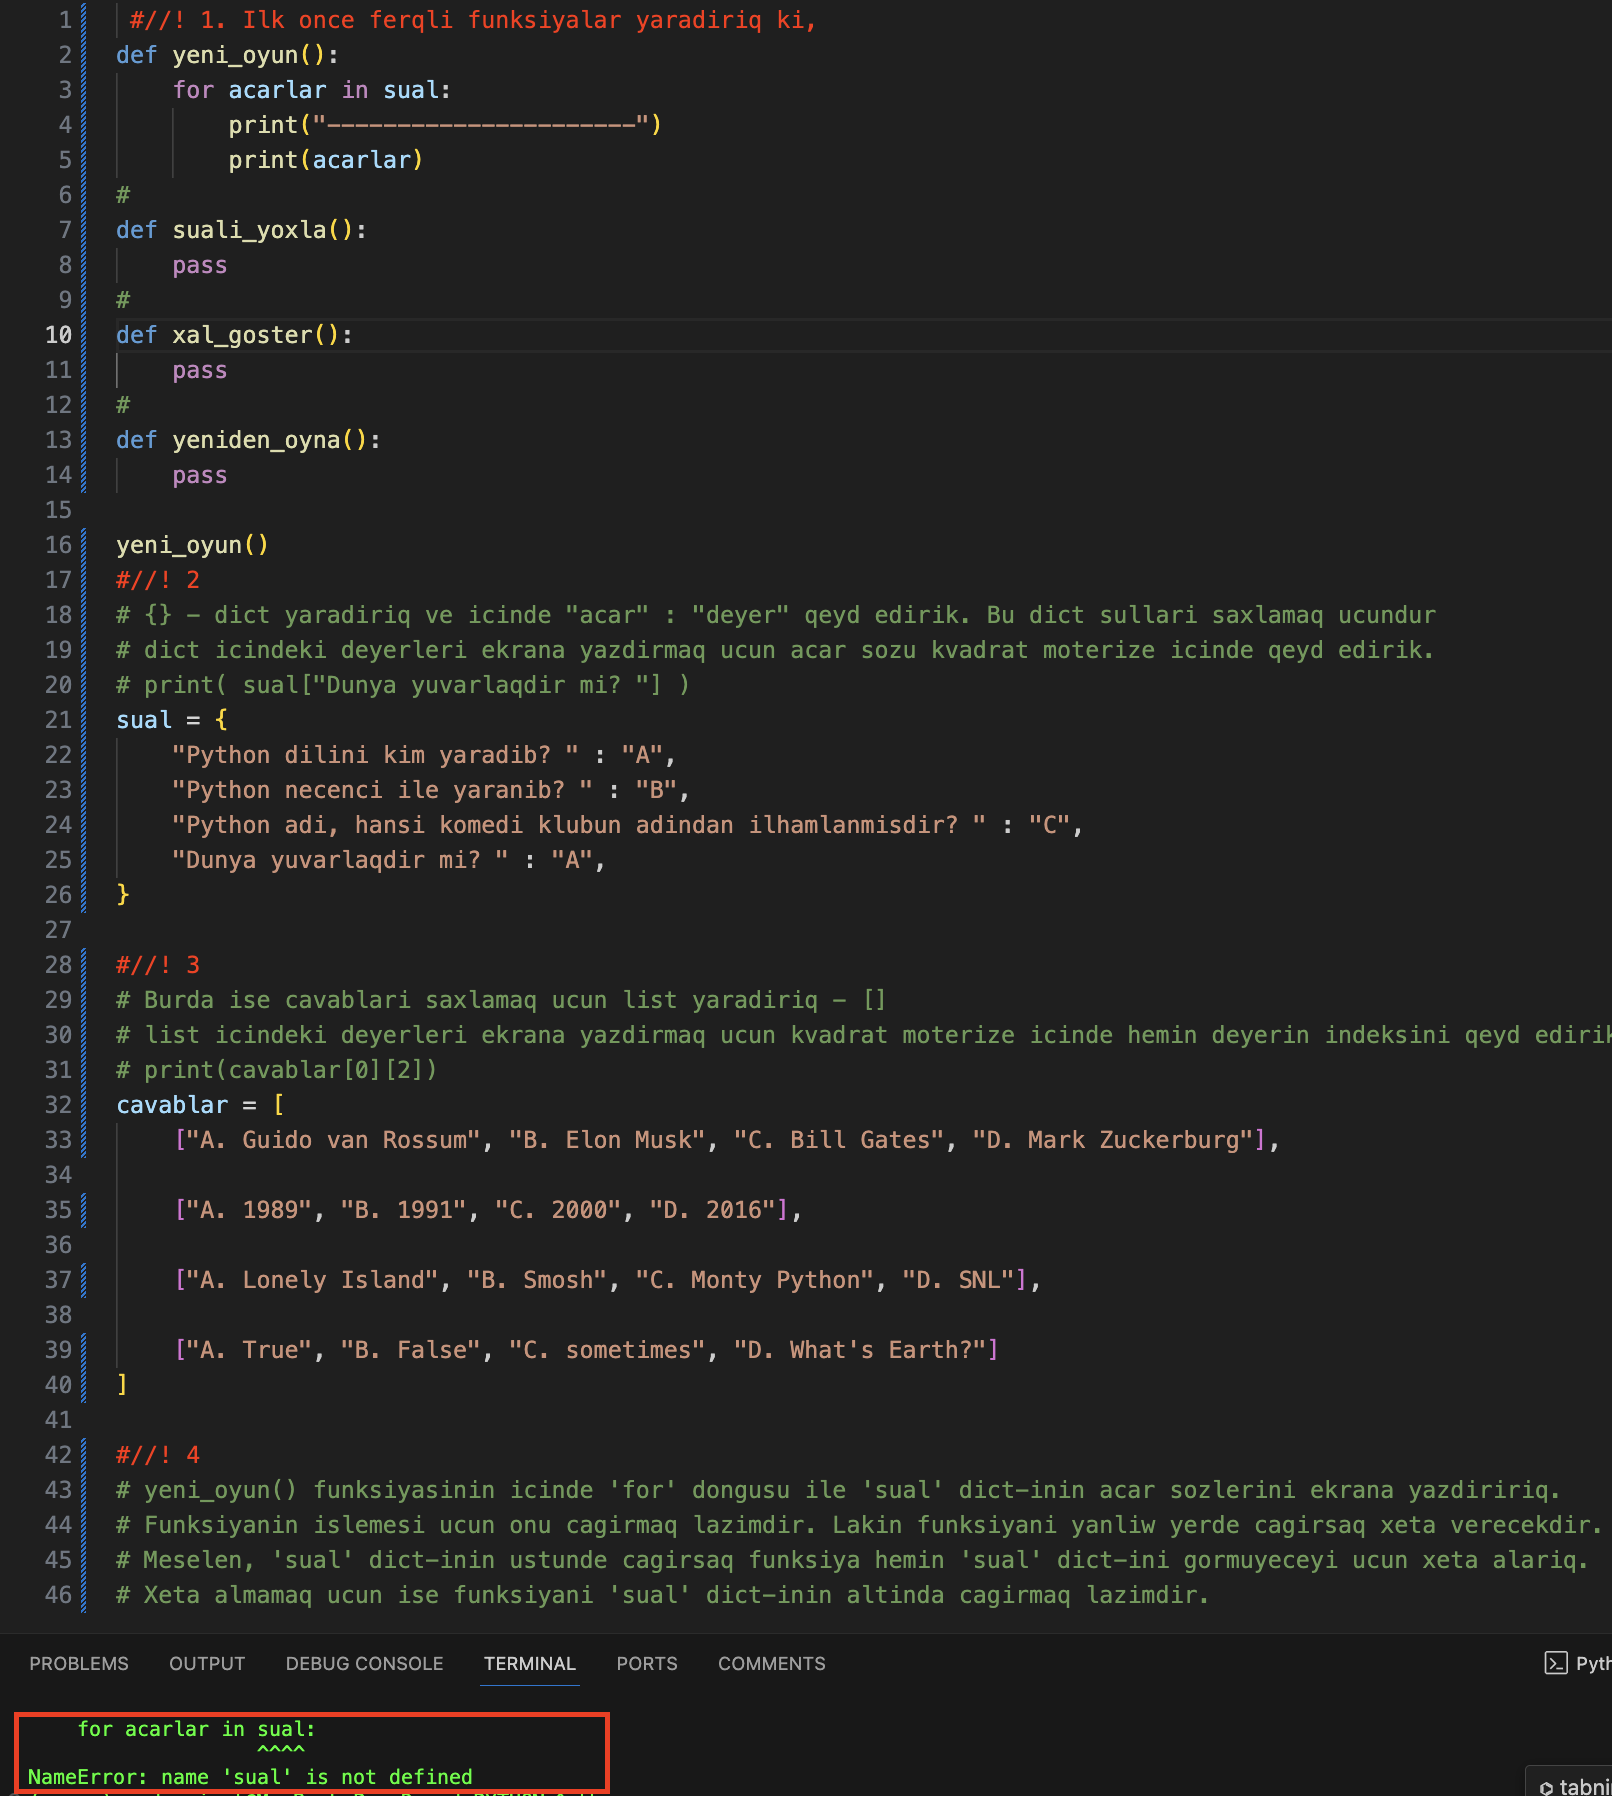 1 #//! 1. Ilk once ferqli funksiyalar yaradiriq ki,
2 def yeni_oyun():
3 for acarlar in sual:
4 print("----------------------")
5 print(acarlar)
6 #
7 def suali_yoxla():
8 pass
9 #
10 def xal_goster():
11 pass
12 #
13 def yeniden_oyna():
14 pass
15
16 yeni_oyun()
17 #//! 2
18 # {} - dict yaradiriq ve icinde "acar" : "deyer" qeyd edirik. Bu dict sullari saxlamaq ucundur
19 # dict icindeki deyerleri ekrana yazdirmaq ucun acar sozu kvadrat moterize icinde qeyd edirik.
20 # print( sual["Dunya yuvarlaqdir mi? "] )
21 sual = {
22 "Python dilini kim yaradib? " : "A",
23 "Python necenci ile yaranib? " : "B",
24 "Python adi, hansi komedi klubun adindan ilhamlanmisdir? " : "C",
25 "Dunya yuvarlaqdir mi? " : "A",
26 }
27
28 #//! 3
29 # Burda ise cavablari saxlamaq ucun list yaradiriq - []
30 # list icindeki deyerleri ekrana yazdirmaq ucun kvadrat moterize icinde hemin deyerin indeksini qeyd edirik
31 # print(cavablar[0][2])
32 cavablar = [
33 ["A. Guido van Rossum", "B. Elon Musk", "C. Bill Gates", "D. Mark Zuckerburg"],
34
35 ["A. 1989", "B. 1991", "C. 2000", "D. 2016"],
36
37 ["A. Lonely Island", "B. Smosh", "C. Monty Python", "D. SNL"],
38
39 ["A. True", "B. False", "C. sometimes", "D. What's Earth?"]
40 ]
41
42 #//! 4
43 # yeni_oyun() funksiyasinin icinde 'for' dongusu ile 'sual' dict-inin acar sozlerini ekrana yazdiririq.
44 # Funksiyanin islemesi ucun onu cagirmaq lazimdir. Lakin funksiyani yanliw yerde cagirsaq xeta verecekdir.
45 # Meselen, 'sual' dict-inin ustunde cagirsaq funksiya hemin 'sual' dict-ini gormuyeceyi ucun xeta alariq.
46 # Xeta almamaq ucun ise funksiyani 'sual' dict-inin altinda cagirmaq lazimdir.
PROBLEMS OUTPUT DEBUG CONSOLE TERMINAL PORTS COMMENTS Pyth
for acarlar in sual:
^^^^
NameError: name 'sual' is not defined
tabnin